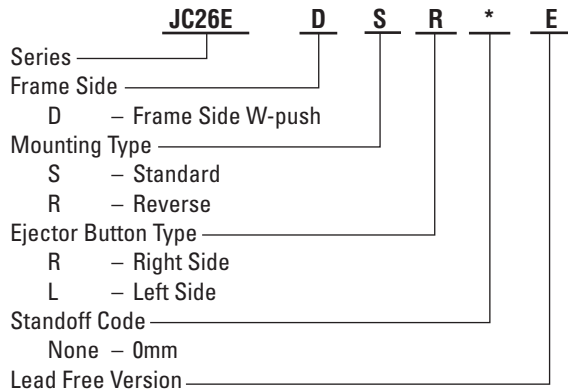 JC26E D S R * E
Series
Frame Side
D – Frame Side W-push
Mounting Type
S – Standard
R – Reverse
Ejector Button Type
R – Right Side
L – Left Side
Standoff Code
None – 0mm
Lead Free Version